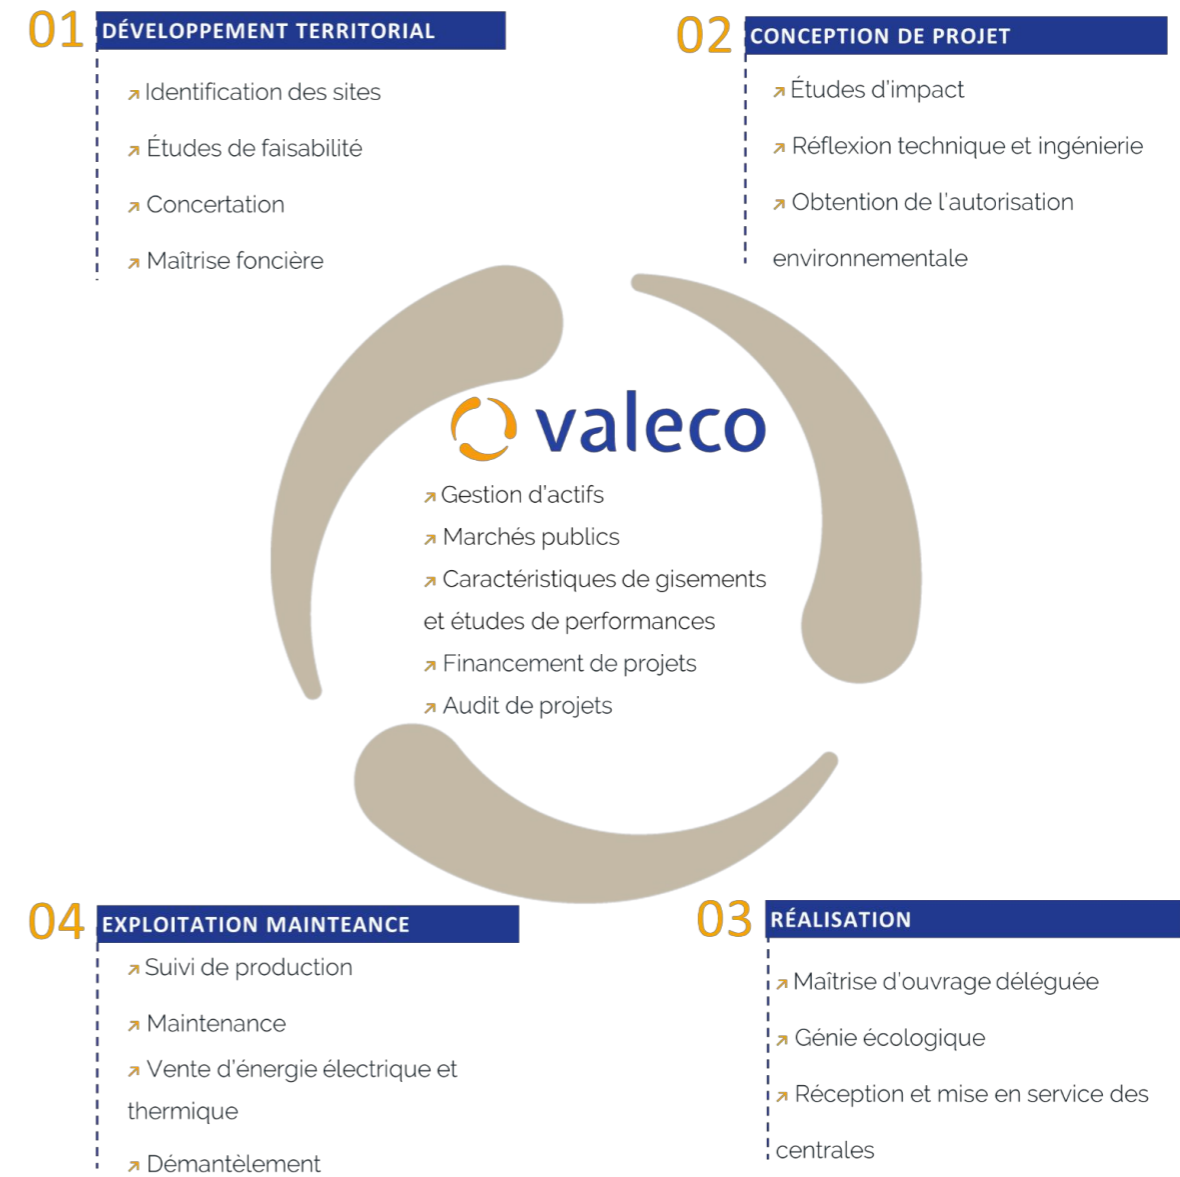 01 DÉVELOPPEMENT TERRITORIAL
Identification des sites
Études de faisabilité
Concertation
Maîtrise foncière
02 CONCEPTION DE PROJET
Études d'impact
Réflexion technique et ingénierie
Obtention de l'autorisation
environnementale
valeco
Gestion d'actifs
Marchés publics
Caractéristiques de gisements
et études de performances
Financement de projets
Audit de projets
04 EXPLOITATION MAINTEANCE
Suivi de production
Maintenance
Vente d'énergie électrique et
thermique
Démantèlement
03 RÉALISATION
Maîtrise d'ouvrage déléguée
Génie écologique
Réception et mise en service des
centrales